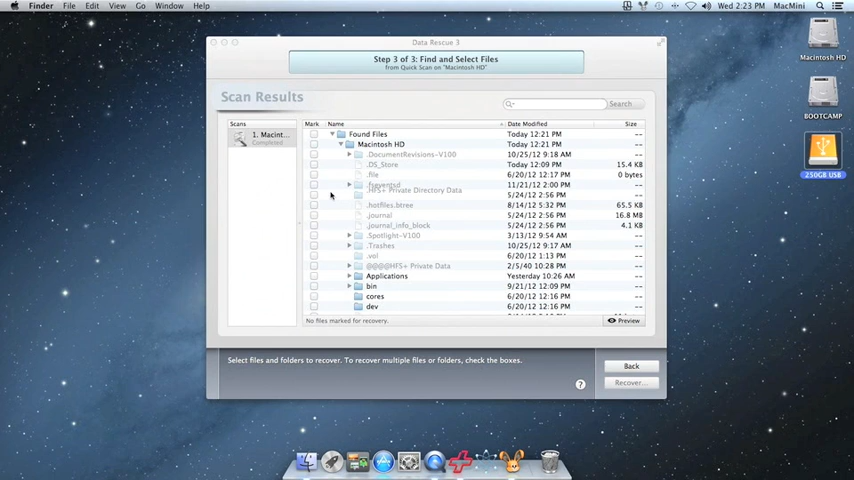 Finder File Edit View Go Window Help Wed 2:23 PM MacMini
Data Rescue 3
Step 3 of 3: Find and Select Files
from Quick Scan on "Macintosh HD"
Scan Results
Search
Scans Mark Name Date Modified Size
1. Macint...
Completed
Found Files Today 12:21 PM --
Macintosh HD Today 12:21 PM --
.DocumentRevisions-V100 10/25/12 9:18 AM --
.DS_Store Today 12:21 PM 15.4 KB
.file 6/20/12 12:17 PM 0 bytes
.fseventsd 11/21/12 2:00 PM --
.HFS+ Private Directory Data 5/24/12 2:56 PM --
.hotfiles.btree 8/14/12 5:32 PM 65.5 KB
.journal 5/24/12 2:56 PM 16.8 MB
.journal_info_block 5/24/12 2:56 PM 4.1 KB
.Spotlight-V100 3/13/12 9:54 AM --
.Trashes 10/25/12 9:17 AM --
.vol 6/20/12 1:13 PM --
@@@@HFS+ Private Data 2/5/40 10:28 PM --
Applications Yesterday 10:26 AM --
bin 9/21/12 12:09 PM --
cores 6/20/12 12:16 PM --
dev 6/20/12 12:16 PM --
No files marked for recovery. Preview
Select files and folders to recover. To recover multiple files or folders, check the boxes.
Back
?
Recover...
Macintosh HD
BOOTCAMP
250GB USB